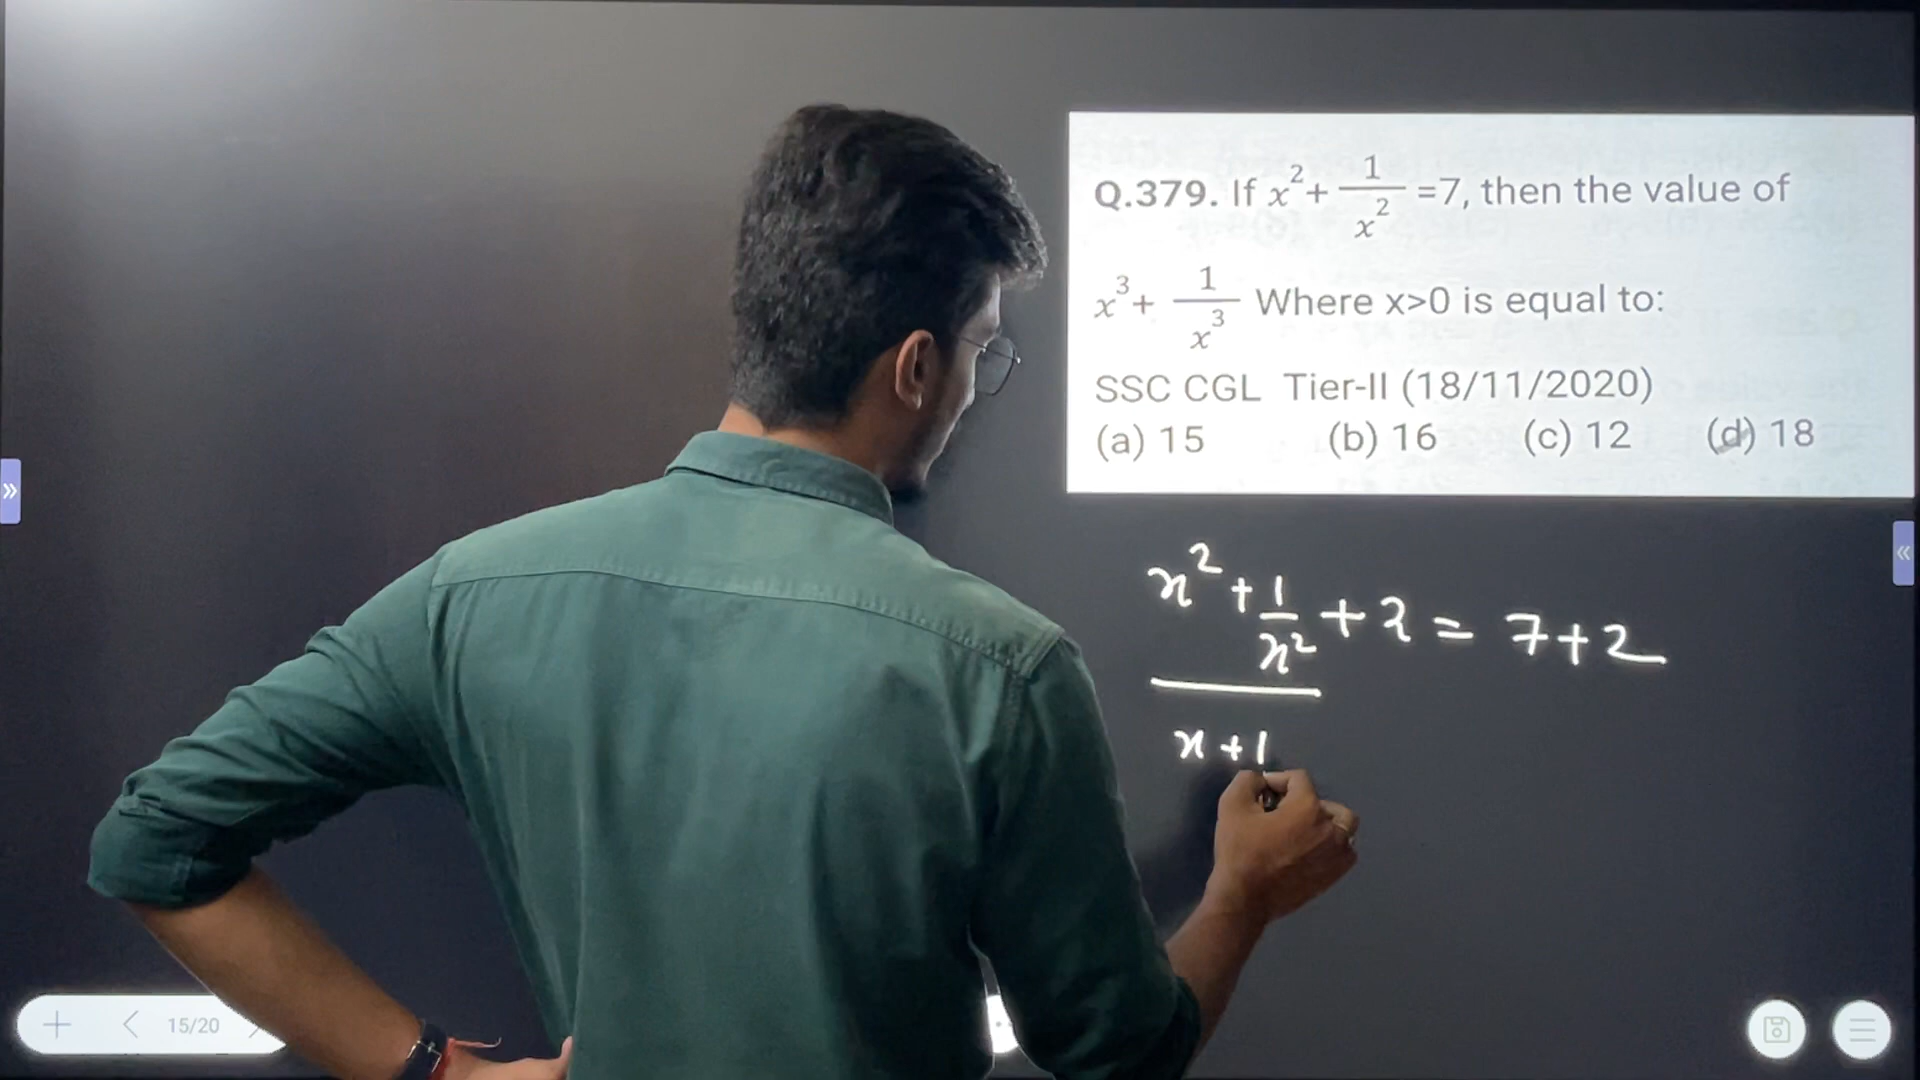 Q.379. If x² + 1/x² =7, then the value of
x³ + 1/x³ Where x>0 is equal to:
SSC CGL Tier-II (18/11/2020)
(a) 15 (b) 16 (c) 12 (d) 18
x² + 1/x² + 2 = 7+2
x + 1
15/20